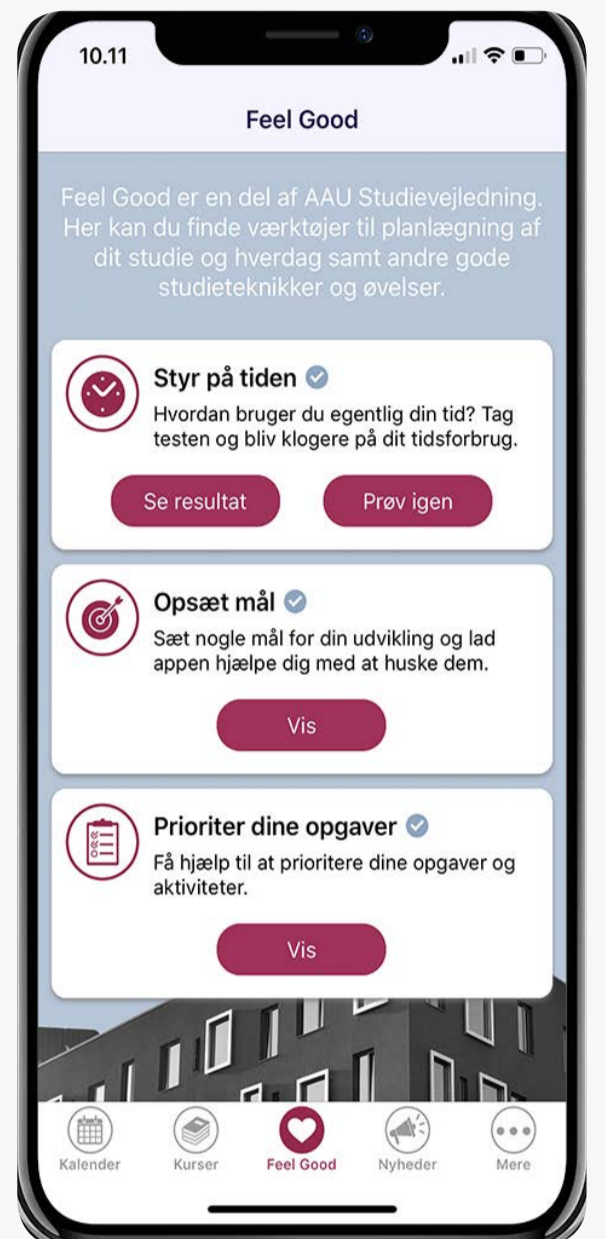 10.11
Feel Good
Feel Good er en del af AAU Studievejledning.
Her kan du finde værktøjer til planlægning af
dit studie og hverdag samt andre gode
studieteknikker og øvelser.
Styr på tiden
Hvordan bruger du egentlig din tid? Tag
testen og bliv klogere på dit tidsforbrug.
Se resultat Prøv igen
Opsæt mål
Sæt nogle mål for din udvikling og lad
appen hjælpe dig med at huske dem.
Vis
Prioriter dine opgaver
Få hjælp til at prioritere dine opgaver og
aktiviteter.
Vis
Kalender Kurser Feel Good Nyheder Mere